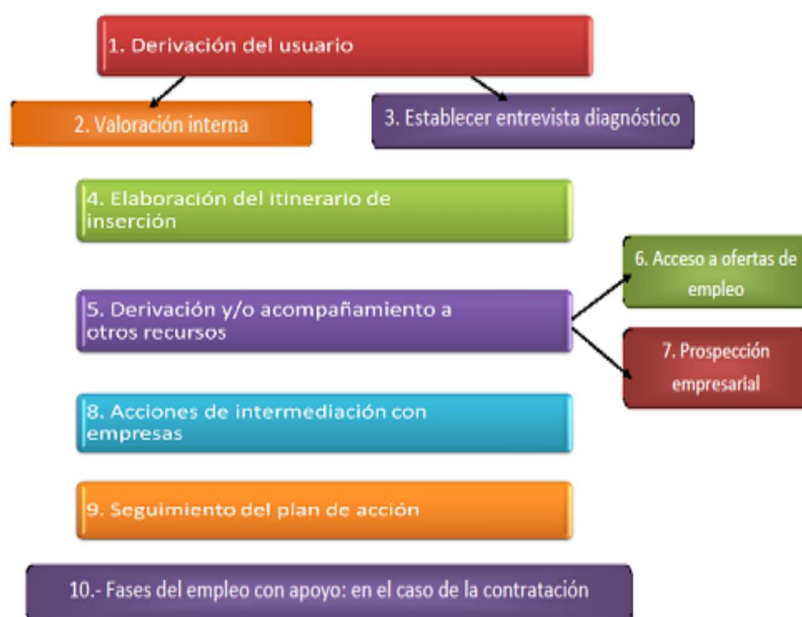 1. Derivación del usuario
2. Valoración interna
3. Establecer entrevista diagnóstico
4. Elaboración del itinerario de
inserción
5. Derivación y/o acompañamiento a
otros recursos
6. Acceso a ofertas de
empleo
7. Prospección
empresarial
8. Acciones de intermediación con
empresas
9. Seguimiento del plan de acción
10.- Fases del empleo con apoyo: en el caso de la contratación